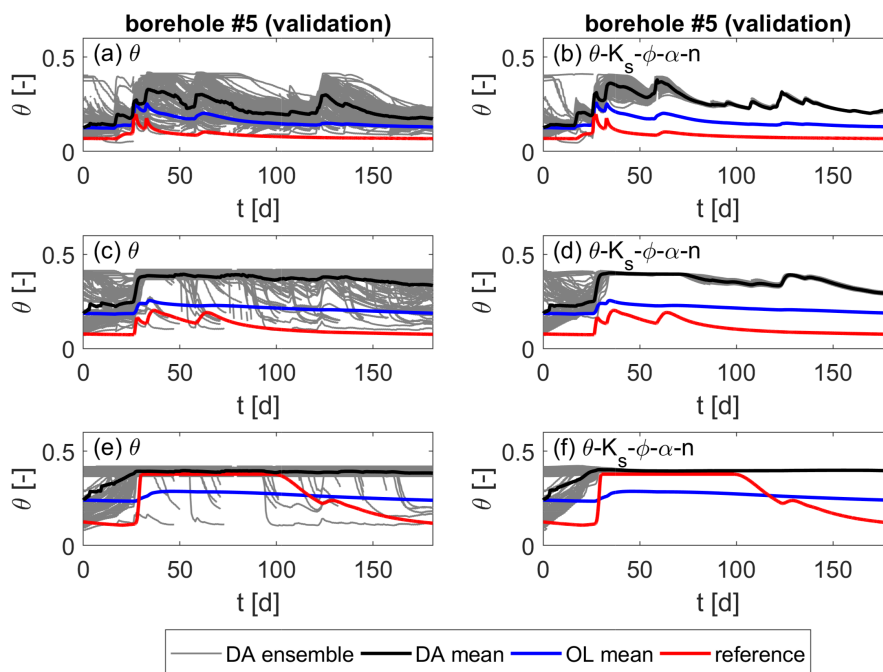 borehole #5 (validation)
borehole #5 (validation)
(a) θ
(b) θ-Kₛ-ϕ-α-n
θ [-]
0.5
0
0 50 100 150
t [d]
θ [-]
0.5
0
0 50 100 150
t [d]
(c) θ
(d) θ-Kₛ-ϕ-α-n
θ [-]
0.5
0
0 50 100 150
t [d]
θ [-]
0.5
0
0 50 100 150
t [d]
(e) θ
(f) θ-Kₛ-ϕ-α-n
θ [-]
0.5
0
0 50 100 150
t [d]
θ [-]
0.5
0
0 50 100 150
t [d]
DA ensemble DA mean OL mean reference